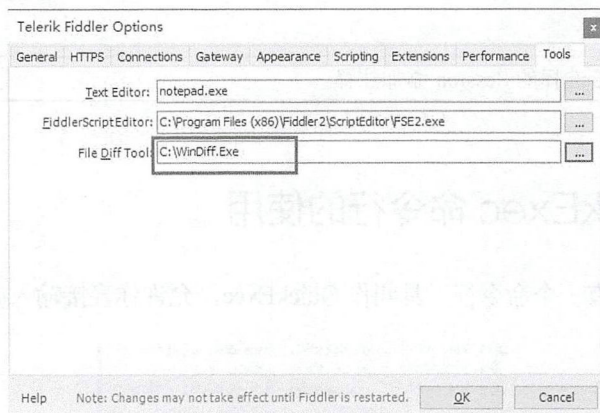 Telerik Fiddler Options
x
General HTTPS Connections Gateway Appearance Scripting Extensions Performance Tools
Text Editor: notepad.exe ...
FiddlerScript Editor: C:\Program Files (x86)\Fiddler2\ScriptEditor\FSE2.exe ...
File Diff Tool: C:\WinDiff.Exe ...
Help Note: Changes may not take effect until Fiddler is restarted. OK Cancel